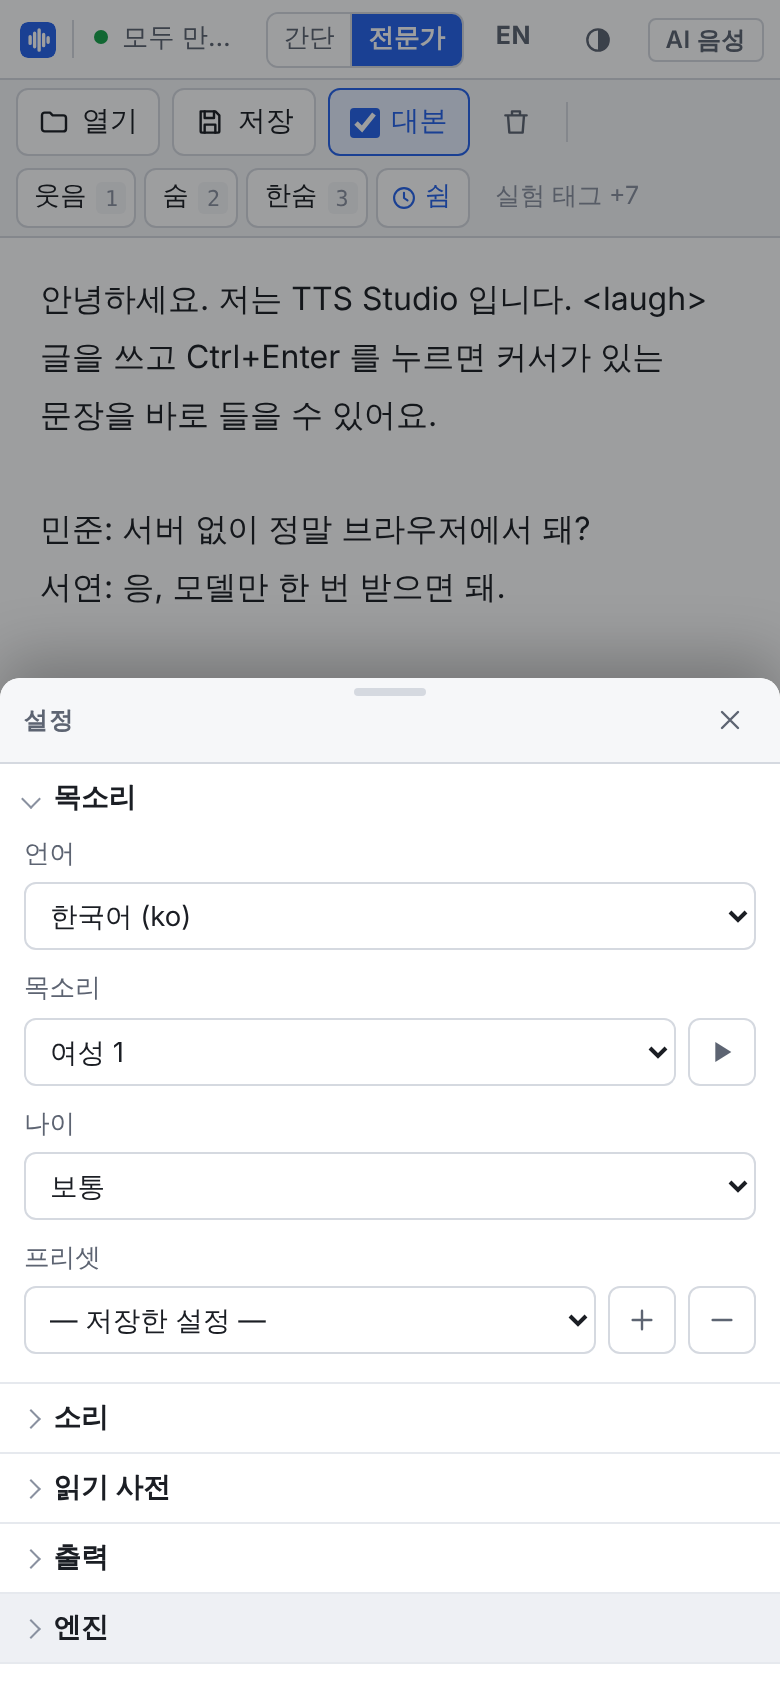 모두 만...
간단
전문가
EN
AI 음성
열기
저장
대본
웃음 1
숨 2
한숨 3
쉼
실험 태그 +7
안녕하세요. 저는 TTS Studio 입니다. <laugh>
글을 쓰고 Ctrl+Enter 를 누르면 커서가 있는
문장을 바로 들을 수 있어요.
민준: 서버 없이 정말 브라우저에서 돼?
서연: 응, 모델만 한 번 받으면 돼.
설정
목소리
언어
한국어 (ko)
목소리
여성 1
나이
보통
프리셋
— 저장한 설정 —
소리
읽기 사전
출력
엔진